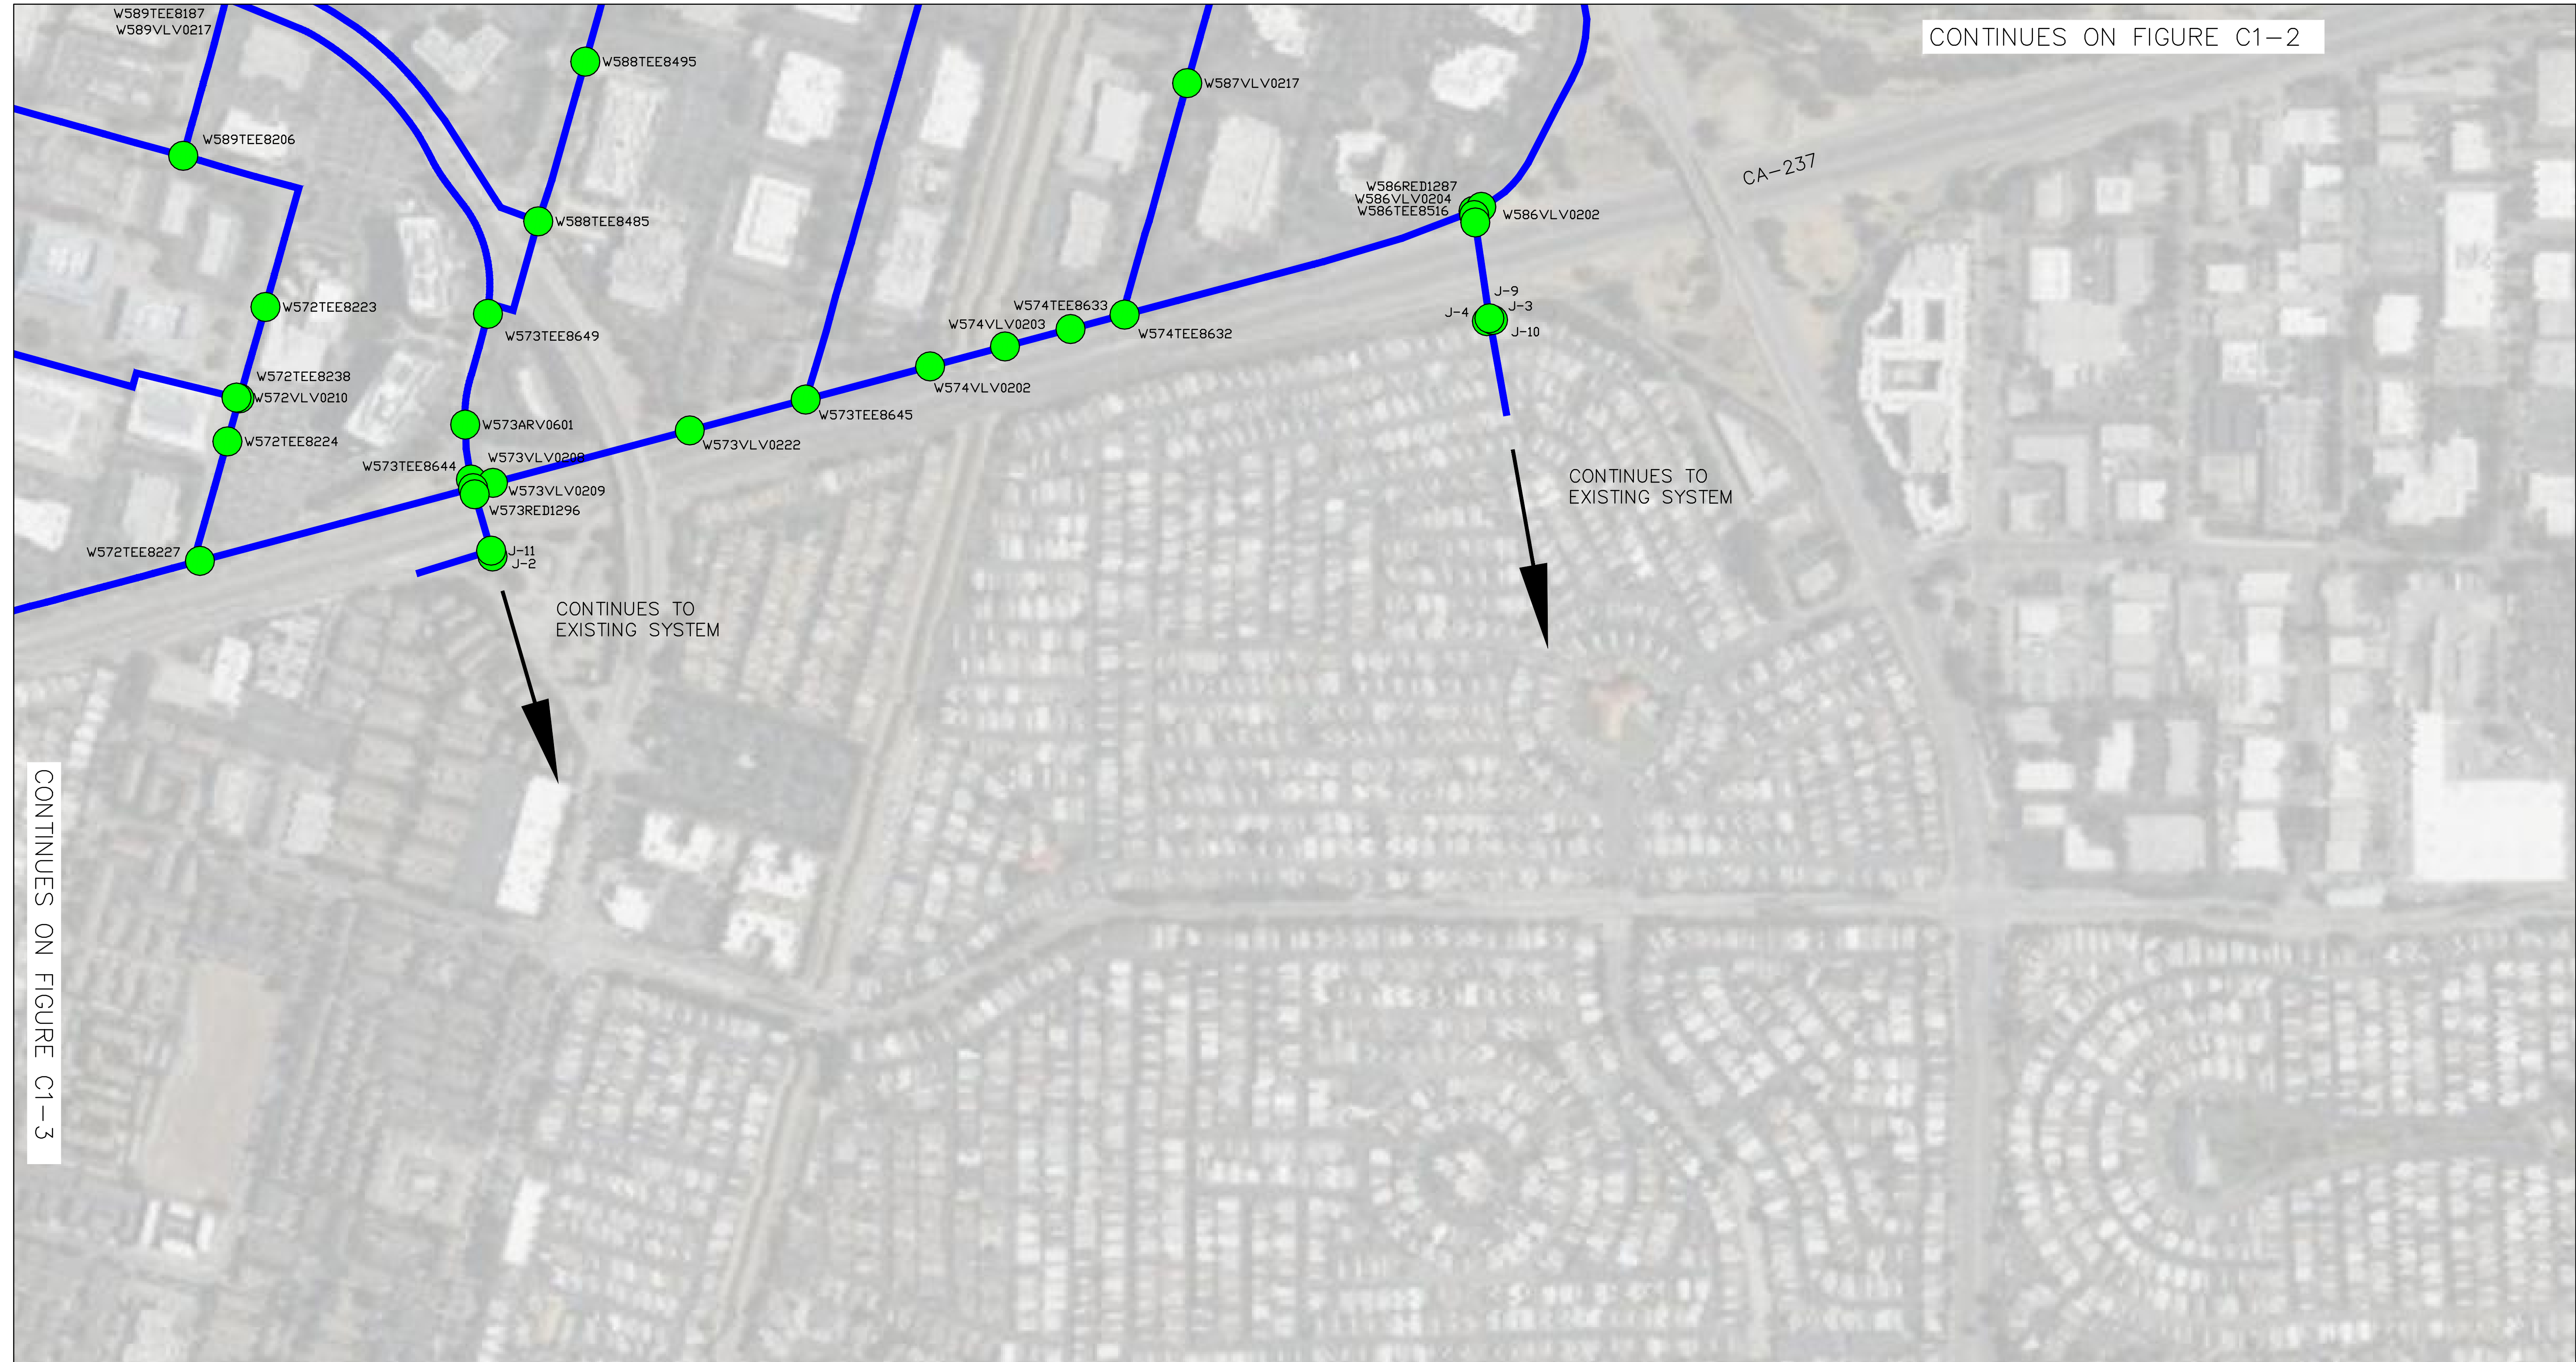 W589TEE8187
W589VLV0217
CONTINUES ON FIGURE C1-2
W588TEE8495
W587VLV0217
W589TEE8206
CA-237
W586RED1287
W586VLV0204
W586TEE8516
W586VLV0202
W588TEE8485
J-9
J-3
J-4
J-10
W572TEE8223
W574TEE8633
W573TEE8649
W574VLV0203
W574TEE8632
W572TEE8238
W572VLV0210
W574VLV0202
W573TEE8645
W573ARV0601
W572TEE8224
W573VLV0222
W573VLV0208
W573TEE8644
W573VLV0209
W573RED1296
CONTINUES TO
EXISTING SYSTEM
W572TEE8227
J-11
J-2
CONTINUES TO
EXISTING SYSTEM
CONTINUES ON FIGURE C1-3